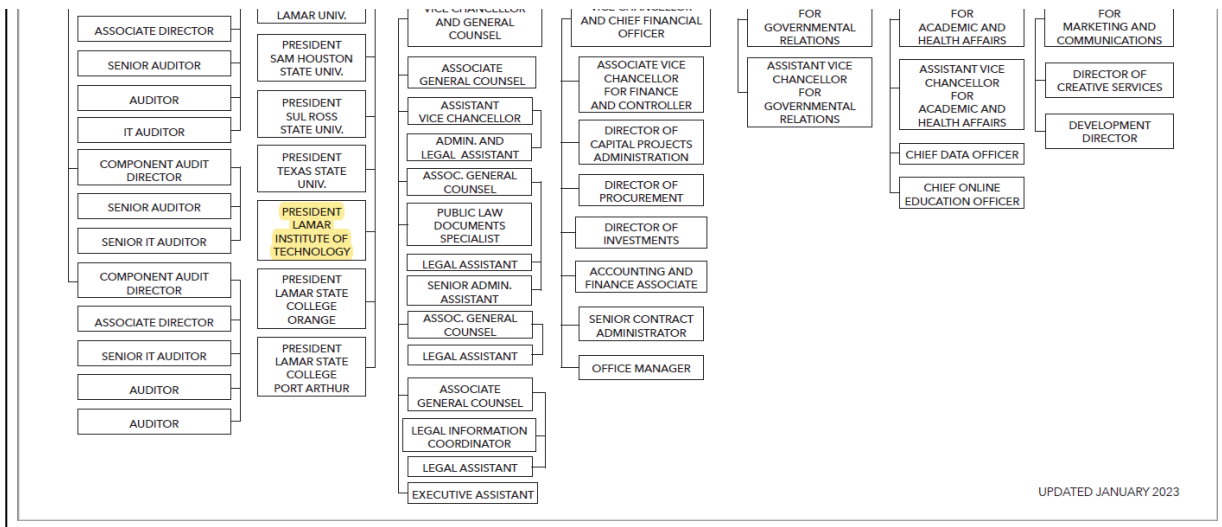 ASSOCIATE DIRECTOR
SENIOR AUDITOR
AUDITOR
IT AUDITOR
COMPONENT AUDIT
DIRECTOR
SENIOR AUDITOR
SENIOR IT AUDITOR
COMPONENT AUDIT
DIRECTOR
ASSOCIATE DIRECTOR
SENIOR IT AUDITOR
AUDITOR
AUDITOR
LAMAR UNIV.
PRESIDENT
SAM HOUSTON
STATE UNIV.
PRESIDENT
SUL ROSS
STATE UNIV.
PRESIDENT
TEXAS STATE
UNIV.
PRESIDENT
LAMAR
INSTITUTE OF
TECHNOLOGY
PRESIDENT
LAMAR STATE
COLLEGE
ORANGE
PRESIDENT
LAMAR STATE
COLLEGE
PORT ARTHUR
VICE CHANCELLOR
AND GENERAL
COUNSEL
ASSOCIATE
GENERAL COUNSEL
ASSISTANT
VICE CHANCELLOR
ADMIN. AND
LEGAL ASSISTANT
ASSOC. GENERAL
COUNSEL
PUBLIC LAW
DOCUMENTS
SPECIALIST
LEGAL ASSISTANT
SENIOR ADMIN.
ASSISTANT
ASSOC. GENERAL
COUNSEL
LEGAL ASSISTANT
ASSOCIATE
GENERAL COUNSEL
LEGAL INFORMATION
COORDINATOR
LEGAL ASSISTANT
EXECUTIVE ASSISTANT
VICE CHANCELLOR
AND CHIEF FINANCIAL
OFFICER
ASSOCIATE VICE
CHANCELLOR
FOR FINANCE
AND CONTROLLER
DIRECTOR OF
CAPITAL PROJECTS
ADMINISTRATION
DIRECTOR OF
PROCUREMENT
DIRECTOR OF
INVESTMENTS
ACCOUNTING AND
FINANCE ASSOCIATE
SENIOR CONTRACT
ADMINISTRATOR
OFFICE MANAGER
FOR
GOVERNMENTAL
RELATIONS
ASSISTANT VICE
CHANCELLOR
FOR
GOVERNMENTAL
RELATIONS
FOR
ACADEMIC AND
HEALTH AFFAIRS
ASSISTANT VICE
CHANCELLOR
FOR
ACADEMIC AND
HEALTH AFFAIRS
CHIEF DATA OFFICER
CHIEF ONLINE
EDUCATION OFFICER
FOR
MARKETING AND
COMMUNICATIONS
DIRECTOR OF
CREATIVE SERVICES
DEVELOPMENT
DIRECTOR
UPDATED JANUARY 2023